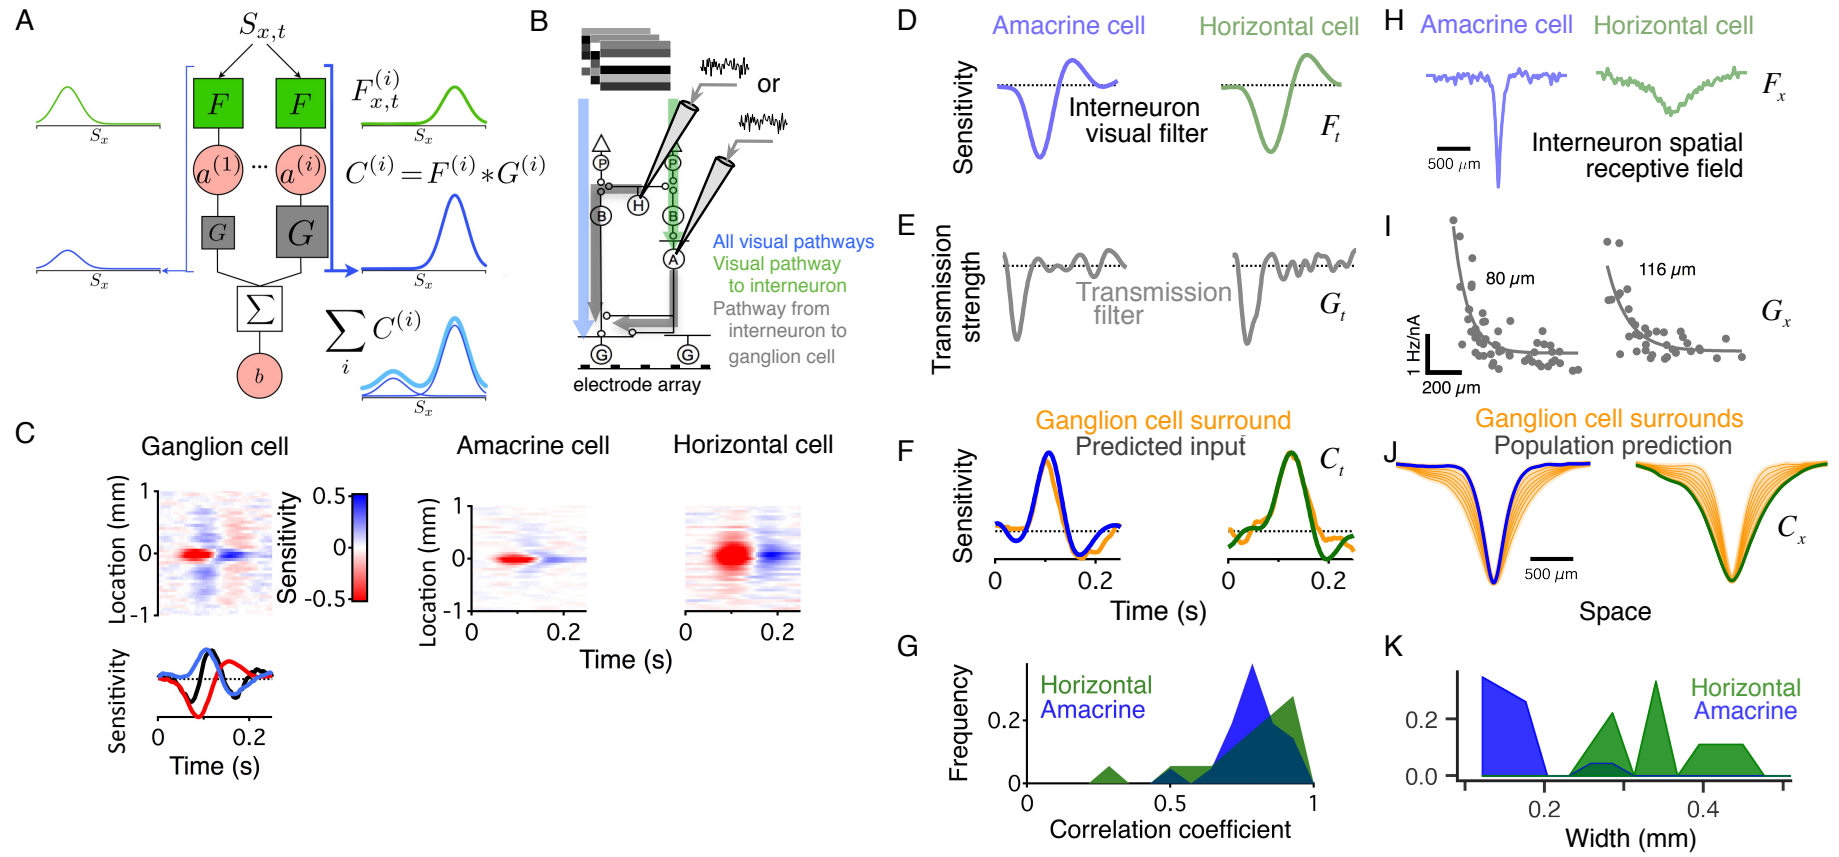 A
S_{x,t}
F
F
F^{(i)}_{x,t}
S_x
S_x
a^{(1)}
...
a^{(i)}
C^{(i)} = F^{(i)} * G^{(i)}
G
G
S_x
S_x
Σ
∑_i C^{(i)}
b
S_x
B
or
P
P
H
B
B
A
G
G
All visual pathways
Visual pathway
to interneuron
Pathway from
interneuron to
ganglion cell
electrode array
C
Ganglion cell
Amacrine cell
Horizontal cell
Location (mm)
1
0
-1
Sensitivity
0.5
0
-0.5
Location (mm)
1
0
-1
0
0.2
0
0.2
Time (s)
Sensitivity
0
0.2
Time (s)
D
Amacrine cell
Horizontal cell
Sensitivity
Interneuron
visual filter
F_t
E
Transmission
strength
Transmission
filter
G_t
F
Ganglion cell surround
Predicted input
Sensitivity
C_t
0
0.2
0
0.2
Time (s)
G
Frequency
Horizontal
Amacrine
0.2
0
0
0.5
1
Correlation coefficient
H
Amacrine cell
Horizontal cell
F_x
500 μm
Interneuron spatial
receptive field
I
80 μm
116 μm
G_x
1 Hz/nA
200 μm
J
Ganglion cell surrounds
Population prediction
C_x
500 μm
Space
K
Horizontal
Amacrine
0.2
0.0
0.2
0.4
Width (mm)